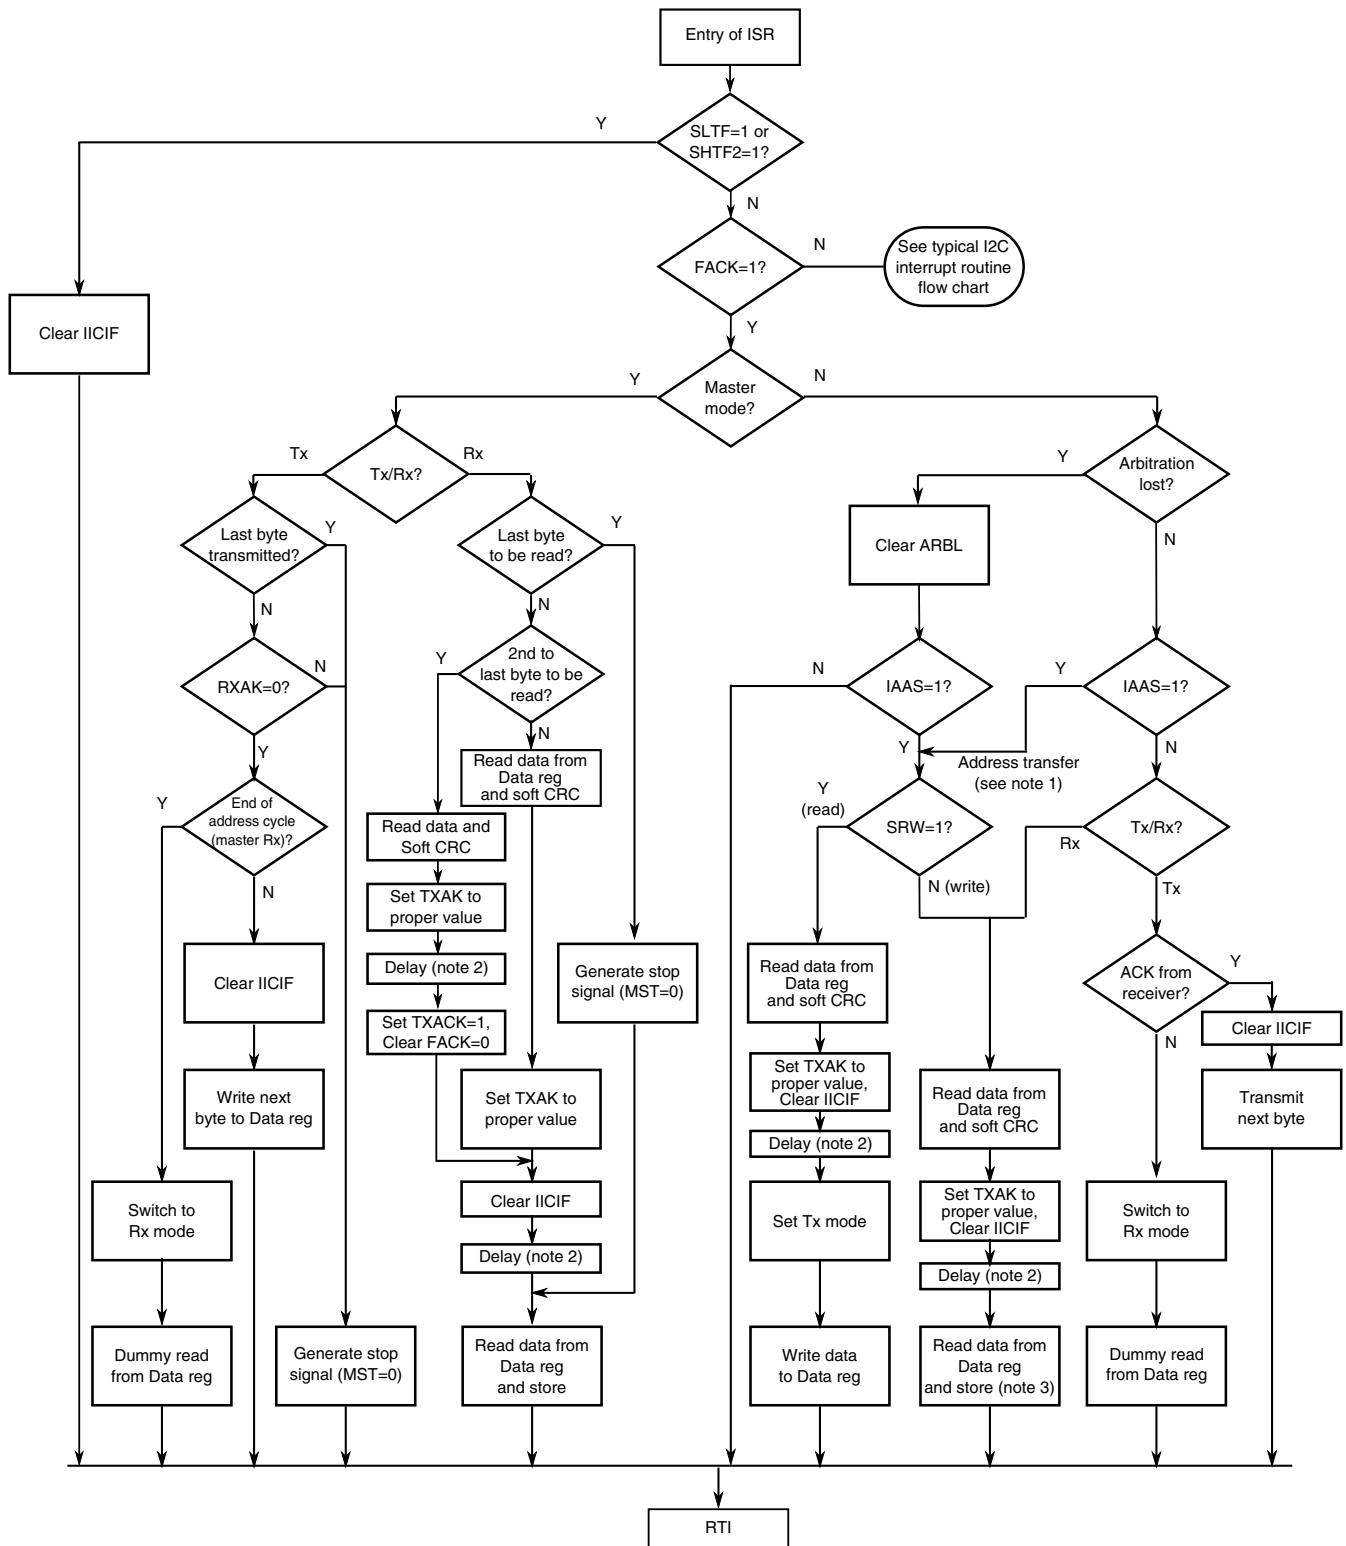 Entry of ISR
Y
SLTF=1 or
SHTF2=1?
N
FACK=1?
N
See typical I2C
interrupt routine
flow chart
Clear IICIF
Y
Y
Master
mode?
N
Tx
Tx/Rx?
Rx
Y
Arbitration
lost?
Last byte
transmitted?
Y
Last byte
to be read?
Y
Clear ARBL
N
N
N
RXAK=0?
N
Y
2nd to
last byte to be
read?
N
IAAS=1?
Y
IAAS=1?
Y
N
Read data from
Data reg
and soft CRC
Y
Address transfer
(see note 1)
N
Y
End of
address cycle
(master Rx)?
Read data and
Soft CRC
Y
(read)
SRW=1?
Rx
Tx/Rx?
N
Set TXAK to
proper value
N (write)
Tx
Clear IICIF
Delay (note 2)
Generate stop
signal (MST=0)
Read data from
Data reg
and soft CRC
ACK from
receiver?
Y
Set TXACK=1,
Clear FACK=0
N
Clear IICIF
Write next
byte to Data reg
Set TXAK to
proper value
Set TXAK to
proper value,
Clear IICIF
Read data from
Data reg
and soft CRC
Transmit
next byte
Delay (note 2)
Switch to
Rx mode
Clear IICIF
Set Tx mode
Set TXAK to
proper value,
Clear IICIF
Switch to
Rx mode
Delay (note 2)
Delay (note 2)
Dummy read
from Data reg
Generate stop
signal (MST=0)
Read data from
Data reg
and store
Write data
to Data reg
Read data from
Data reg
and store (note 3)
Dummy read
from Data reg
RTI